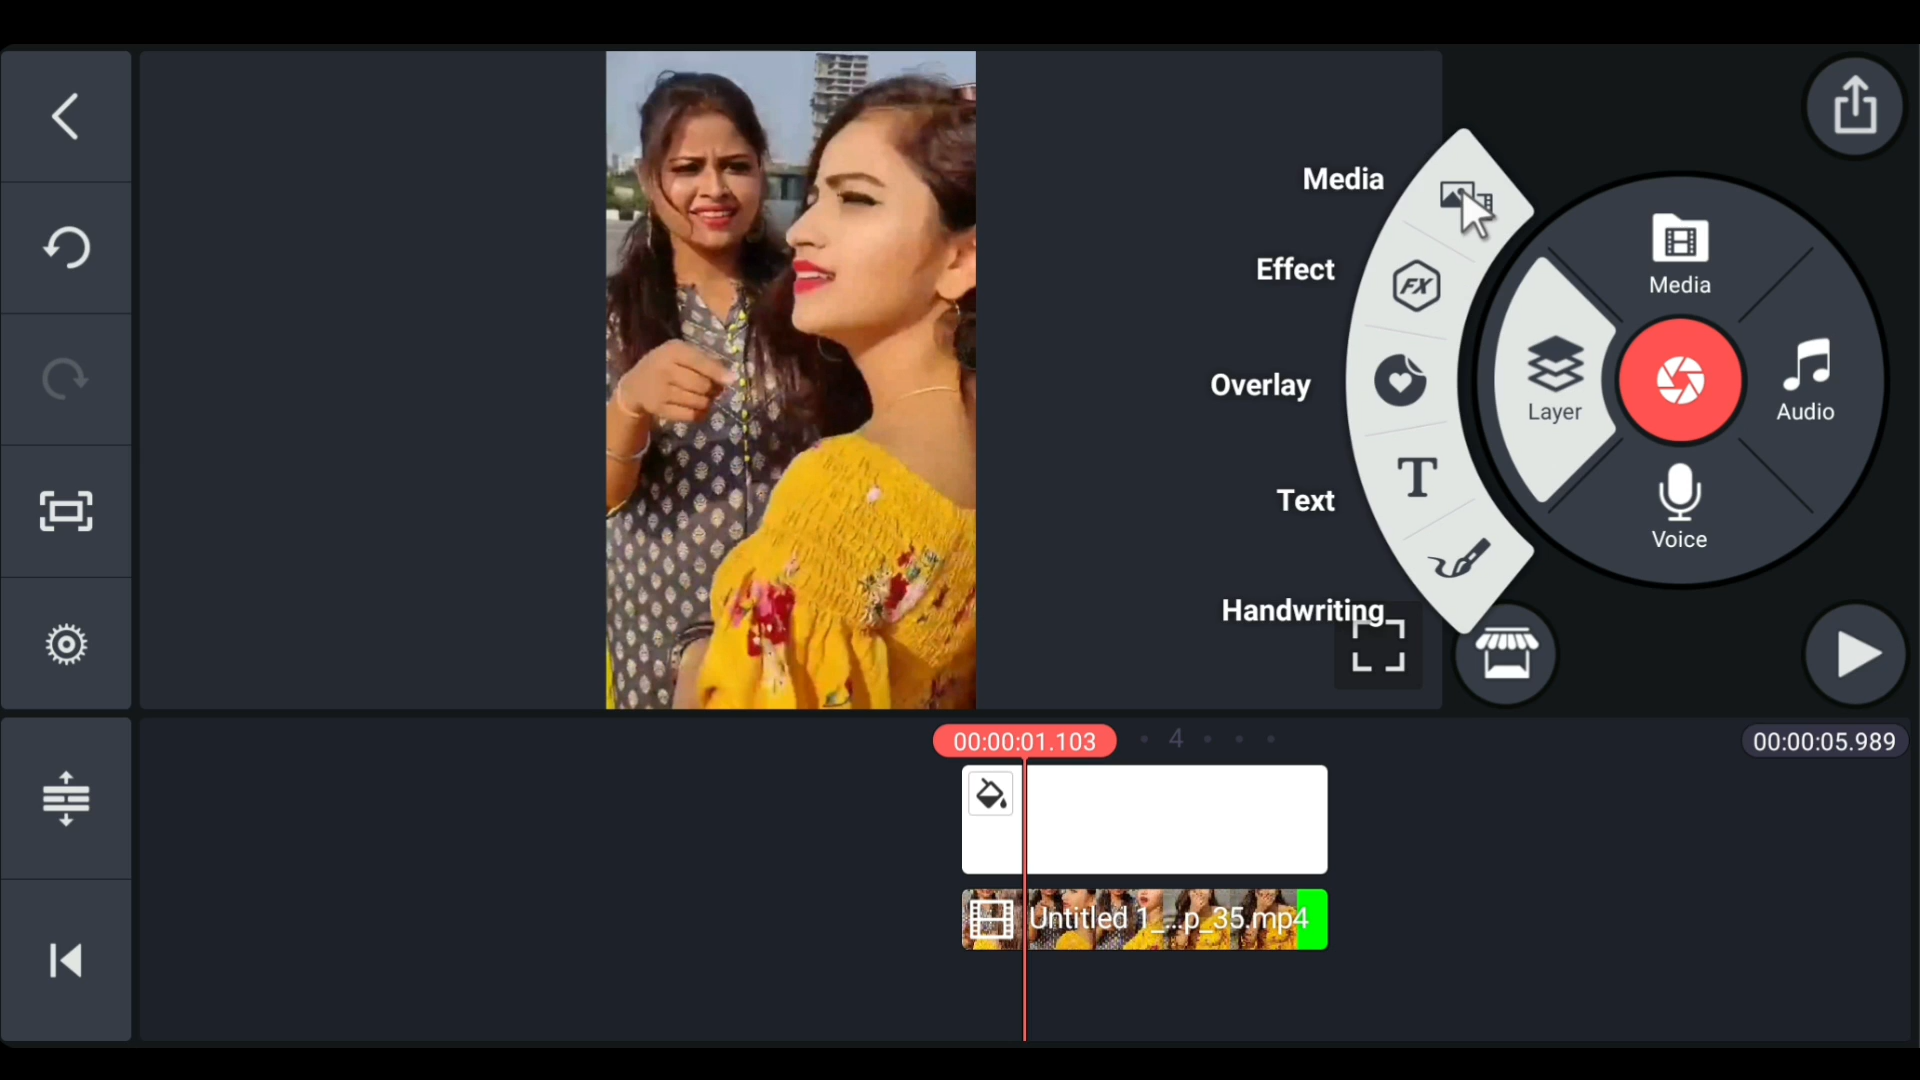 Media
Effect
Overlay
Text
Handwriting
FX
T
Media
Layer
Audio
Voice
00:00:01.103
4
00:00:05.989
Untitled 1_...p_35.mp4